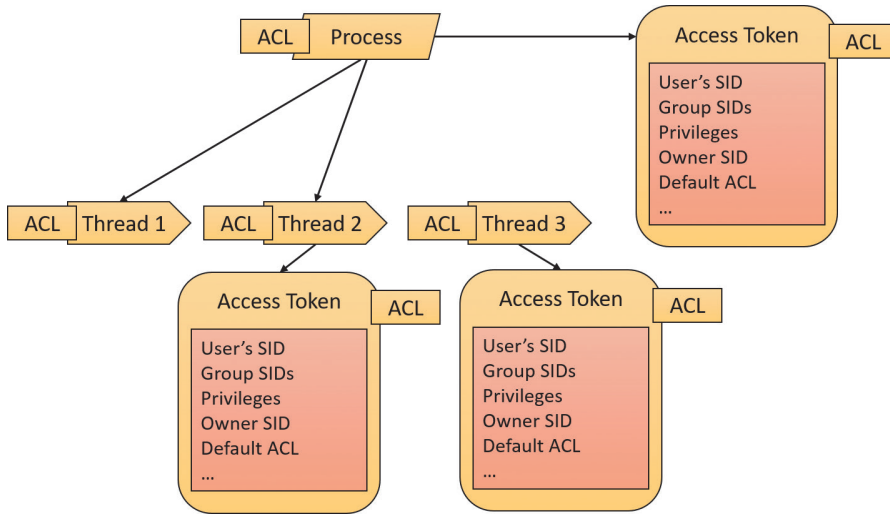 ACL
Process
Access Token
ACL
User's SID
Group SIDs
Privileges
Owner SID
Default ACL
...
ACL
Thread 1
ACL
Thread 2
ACL
Thread 3
Access Token
ACL
User's SID
Group SIDs
Privileges
Owner SID
Default ACL
...
Access Token
ACL
User's SID
Group SIDs
Privileges
Owner SID
Default ACL
...